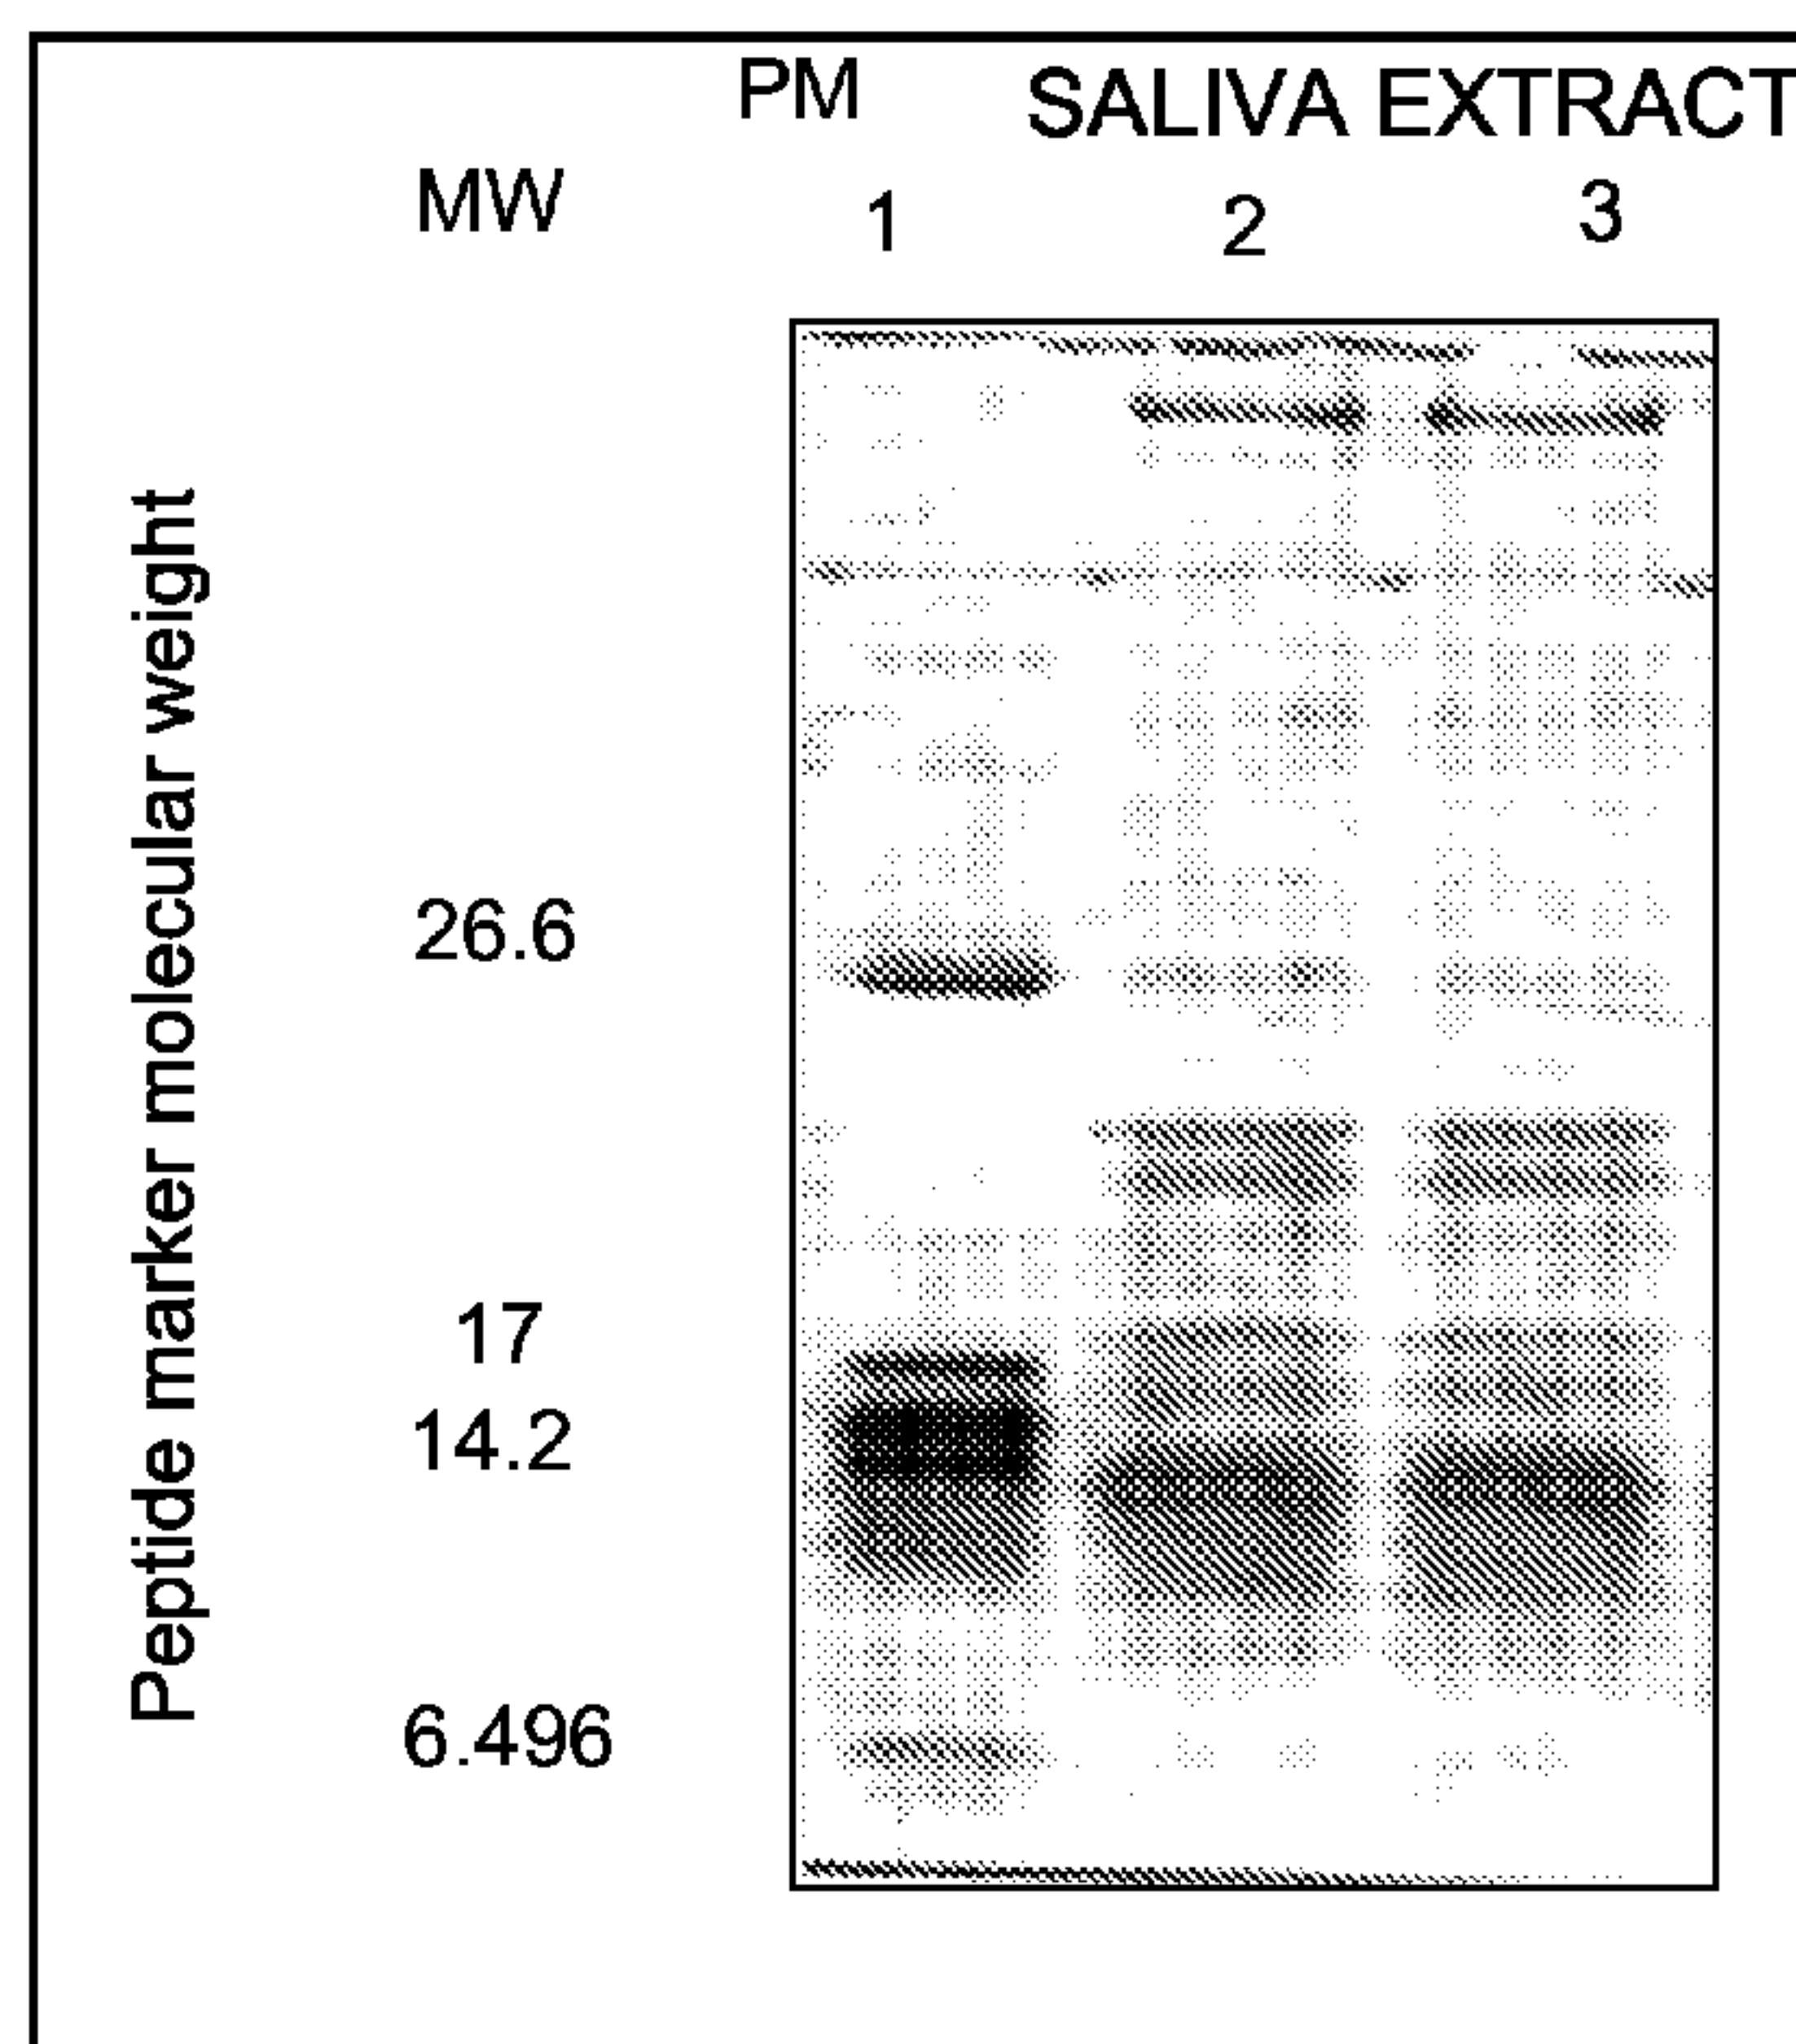 PM
SALIVA EXTRACT
MW
1
2
3
Peptide marker molecular weight
26.6
17
14.2
6.496